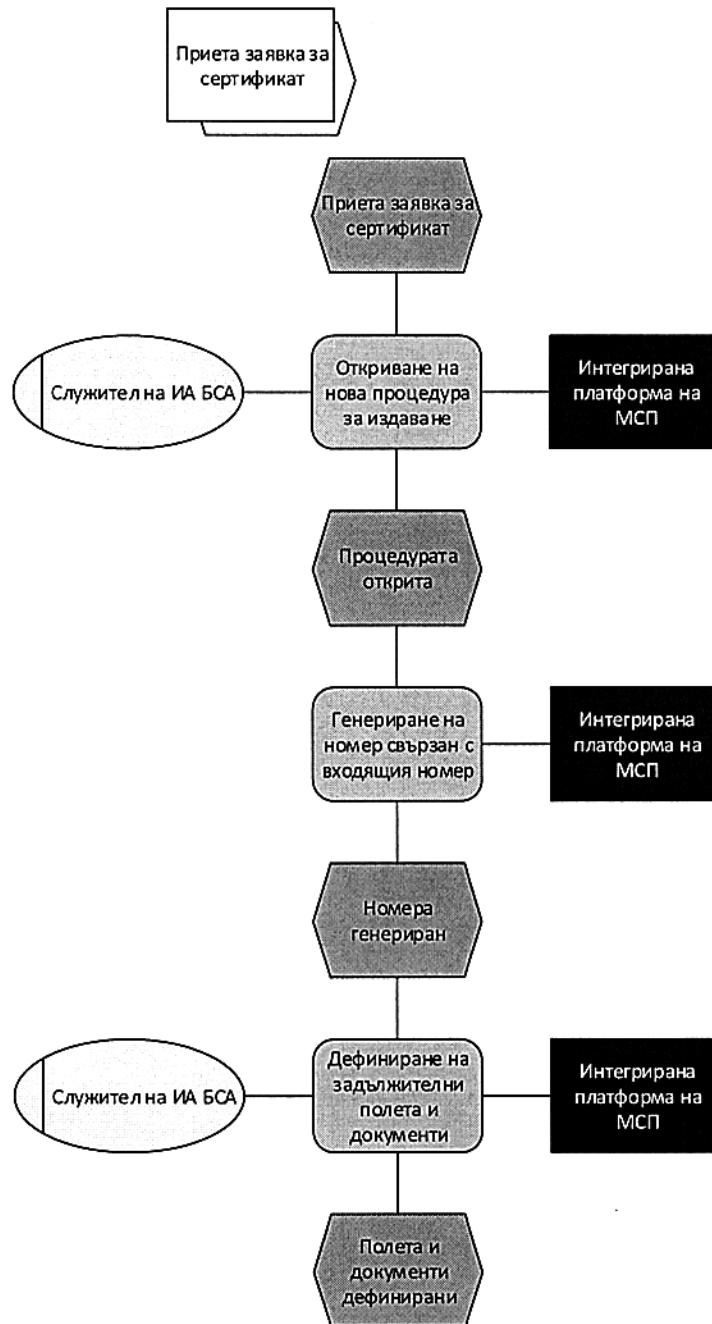 Приета заявка за
сертификат
Приета заявка за
сертификат
Служител на ИА БСА
Откриване на
нова процедура
за издаване
Интегрирана
платформа на
МСП
Процедурата
открита
Генериране на
номер свързан с
входящия номер
Интегрирана
платформа на
МСП
Номера
генериран
Служител на ИА БСА
Дефиниране на
задължителни
полета и
документи
Интегрирана
платформа на
МСП
Полета и
документи
дефинирани